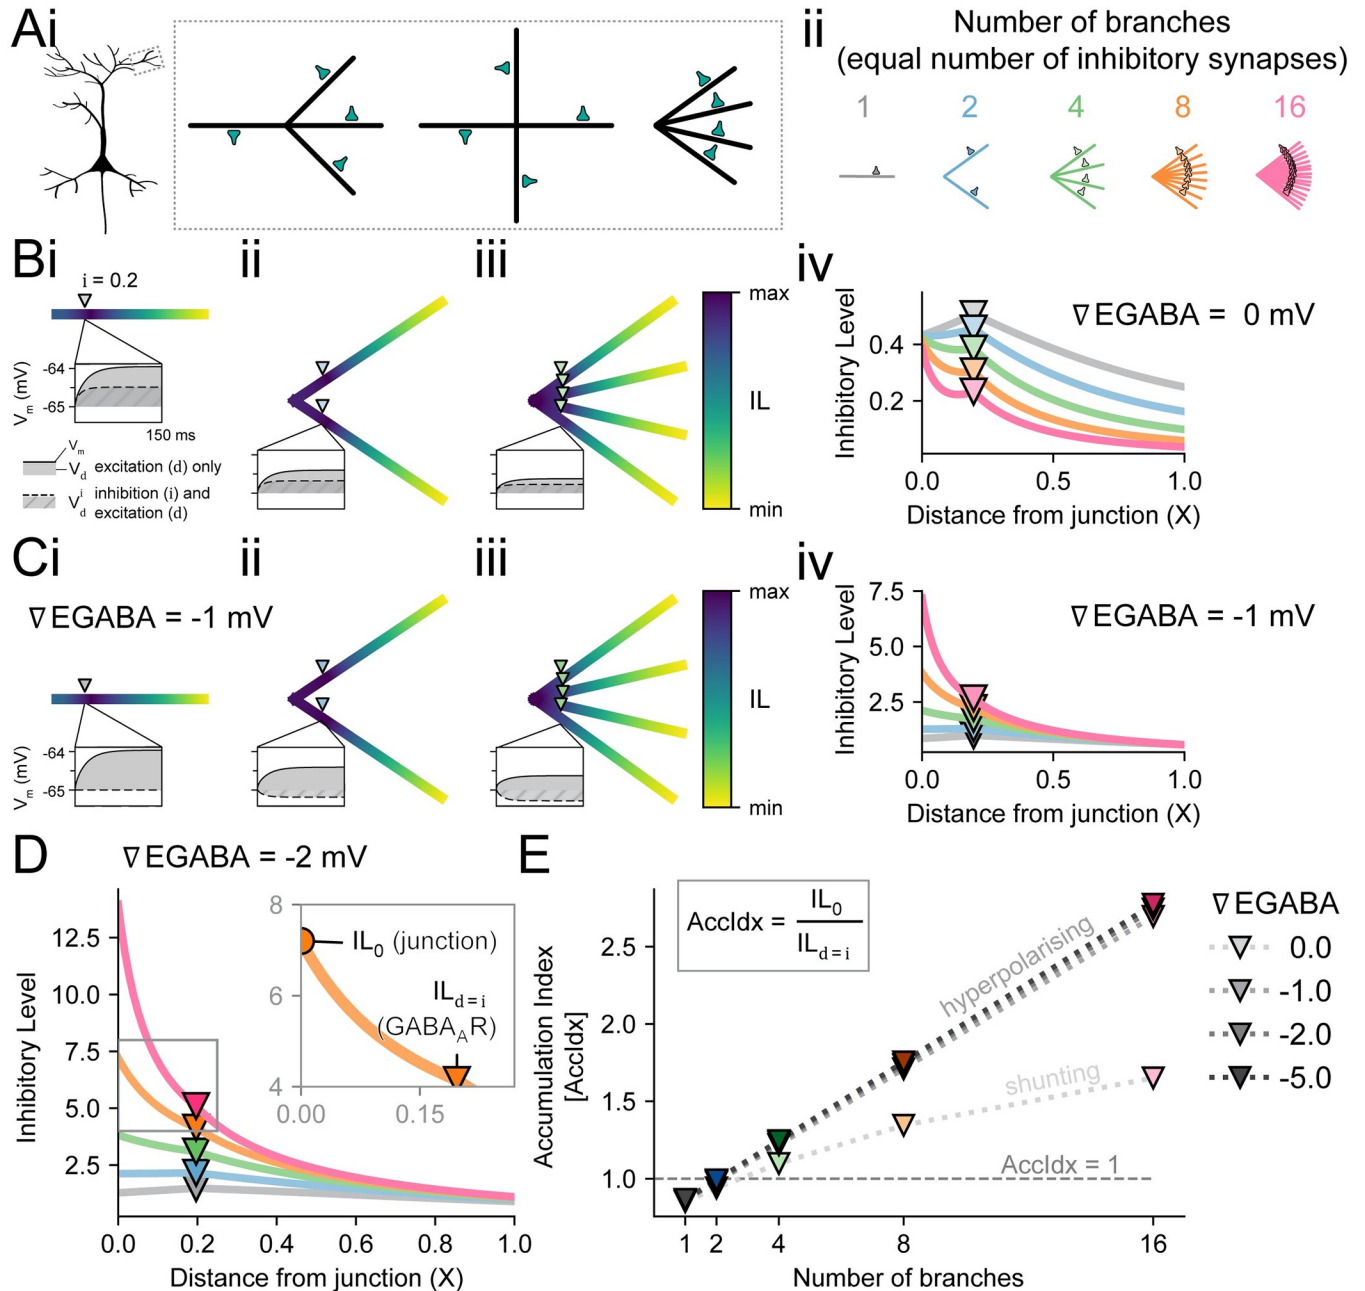 Ai
ii
Number of branches
(equal number of inhibitory synapses)
1 2 4 8 16
Bi
i = 0.2
-64
-65
Vm (mV)
150 ms
Vm
Vd excitation (d) only
Vdi inhibition (i) and
excitation (d)
ii
iii
max
IL
min
iv
∇EGABA = 0 mV
Inhibitory Level
0.4
0.2
0.0 0.5 1.0
Distance from junction (X)
Ci
∇EGABA = -1 mV
-64
-65
Vm (mV)
ii
iii
max
IL
min
iv
∇EGABA = -1 mV
Inhibitory Level
7.5
5.0
2.5
0.0 0.5 1.0
Distance from junction (X)
D
∇EGABA = -2 mV
Inhibitory Level
12.5
10.0
7.5
5.0
2.5
0.0 0.2 0.4 0.6 0.8 1.0
Distance from junction (X)
8
6
4
0.00 0.15
IL0 (junction)
ILd=i
(GABAAR)
E
AccIdx = IL0
ILd=i
Accumulation Index
[AccIdx]
2.5
2.0
1.5
1.0
hyperpolarising
shunting
AccIdx = 1
1 2 4 8 16
Number of branches
∇EGABA
0.0
-1.0
-2.0
-5.0